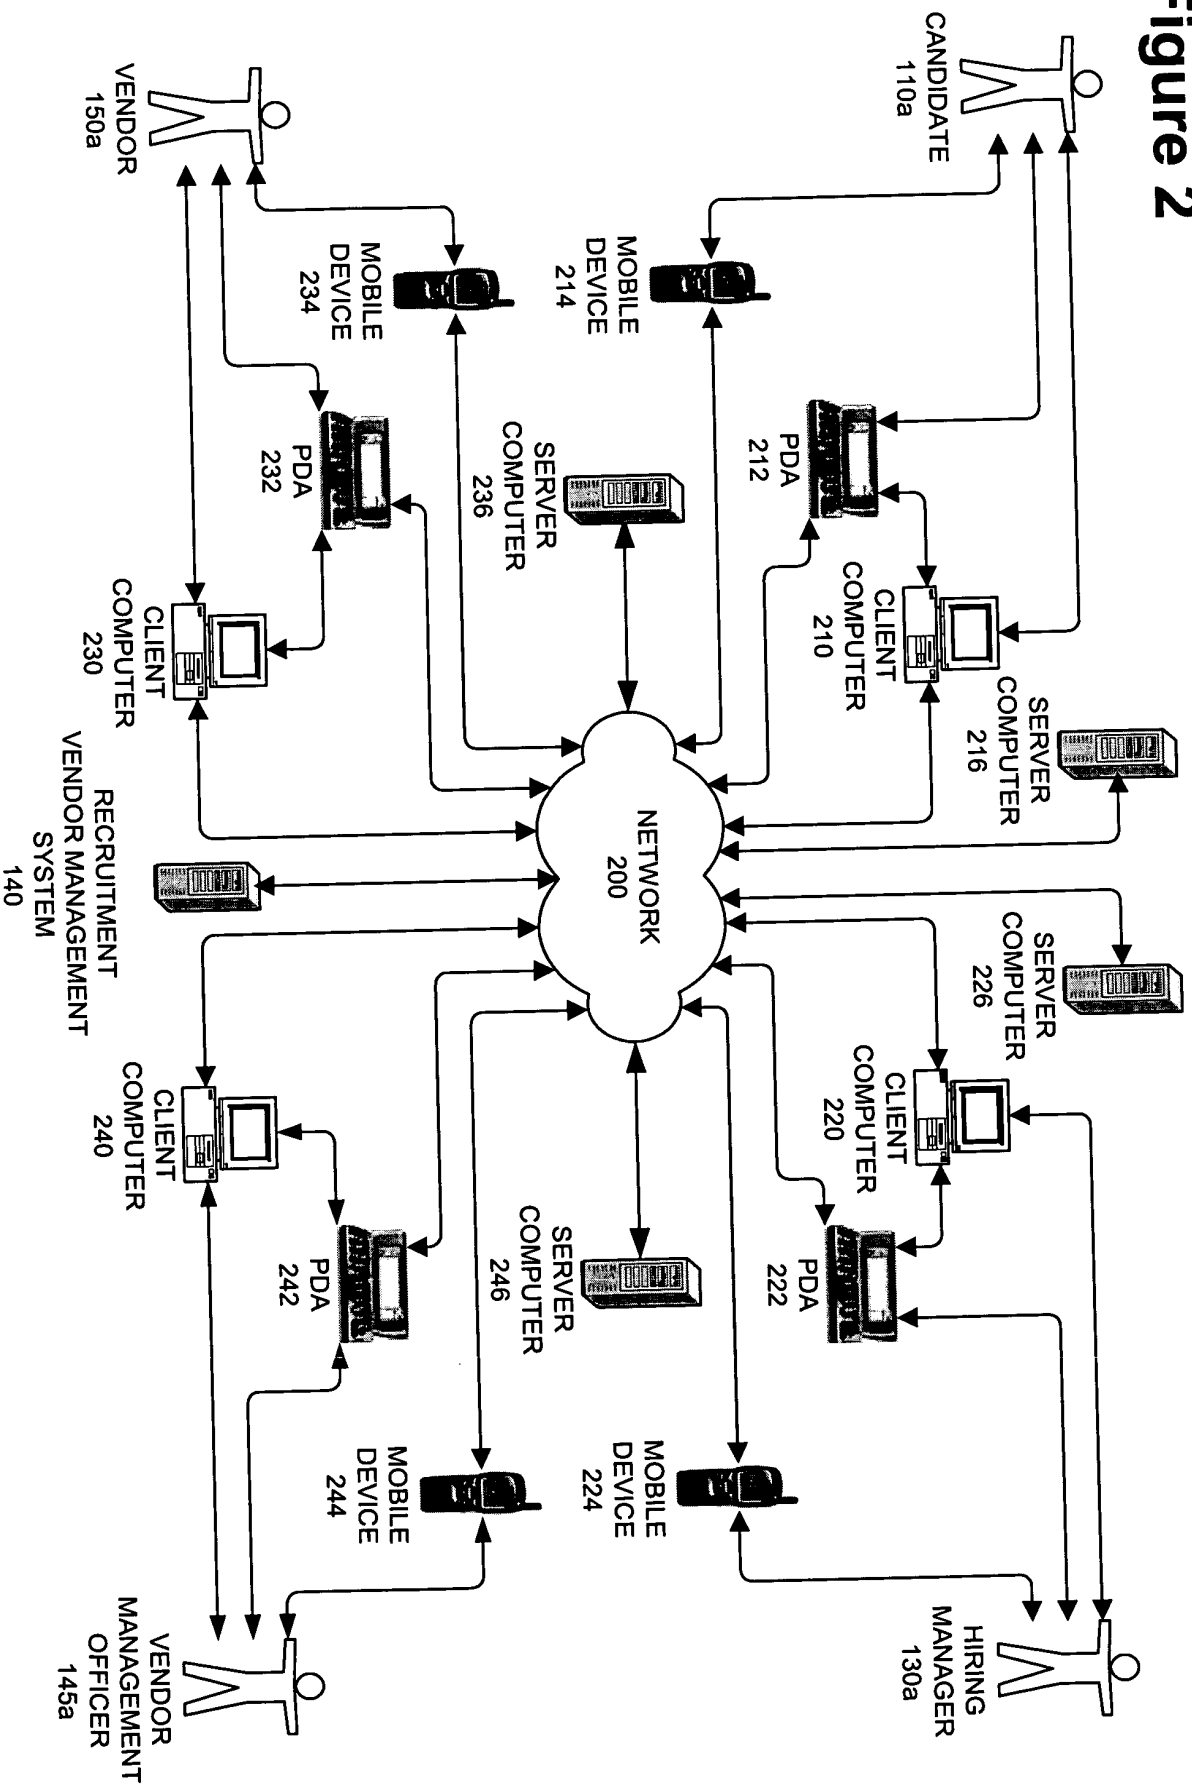 Figure 2
CANDIDATE
110a
HIRING
MANAGER
130a
SERVER
COMPUTER
216
SERVER
COMPUTER
226
CLIENT
COMPUTER
210
CLIENT
COMPUTER
220
PDA
212
PDA
222
MOBILE
DEVICE
214
MOBILE
DEVICE
224
NETWORK
200
SERVER
COMPUTER
236
SERVER
COMPUTER
246
MOBILE
DEVICE
234
MOBILE
DEVICE
244
PDA
232
PDA
242
CLIENT
COMPUTER
230
CLIENT
COMPUTER
240
VENDOR
150a
RECRUITMENT
VENDOR MANAGEMENT
SYSTEM
140
VENDOR
MANAGEMENT
OFFICER
145a